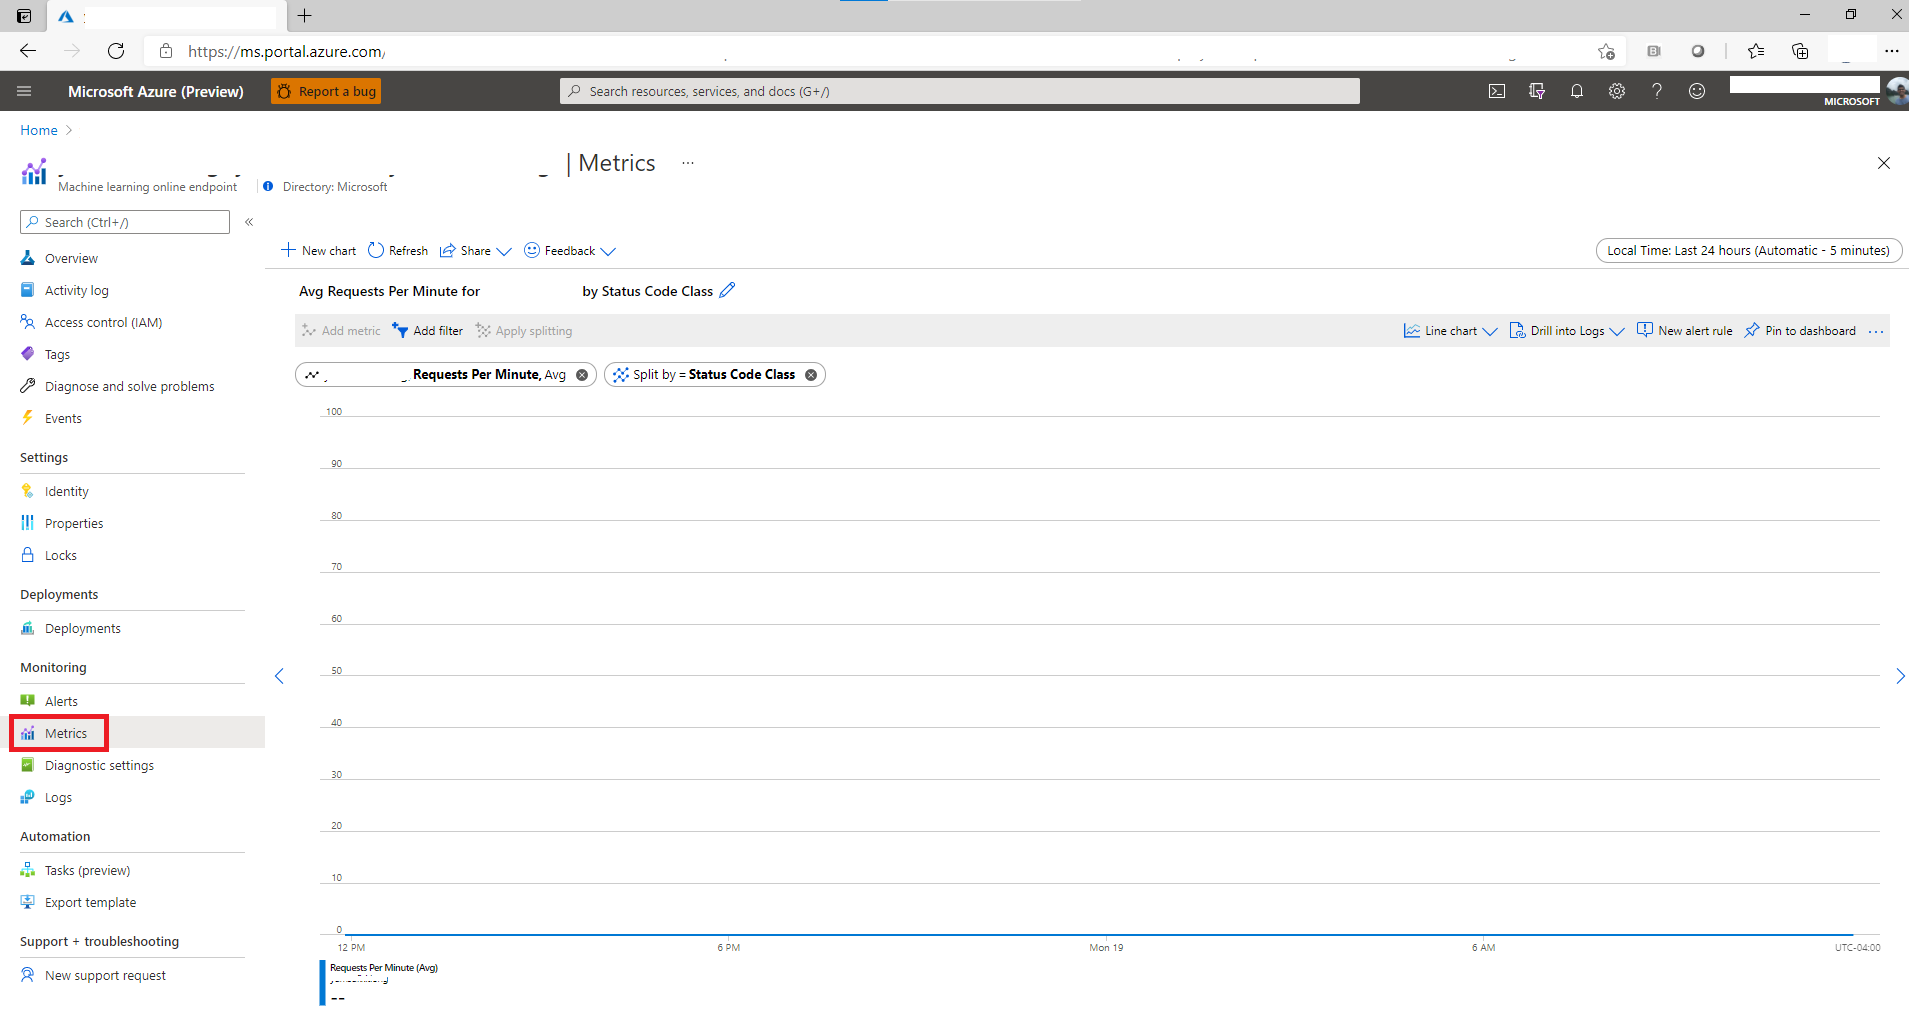 https://ms.portal.azure.com/
Microsoft Azure (Preview)
Report a bug
Search resources, services, and docs (G+/)
MICROSOFT
Home
| Metrics
Machine learning online endpoint
Directory: Microsoft
Search (Ctrl+/)
Overview
Activity log
Access control (IAM)
Tags
Diagnose and solve problems
Events
Settings
Identity
Properties
Locks
Deployments
Deployments
Monitoring
Alerts
Metrics
Diagnostic settings
Logs
Automation
Tasks (preview)
Export template
Support + troubleshooting
New support request
New chart
Refresh
Share
Feedback
Local Time: Last 24 hours (Automatic - 5 minutes)
Avg Requests Per Minute for by Status Code Class
Add metric
Add filter
Apply splitting
Line chart
Drill into Logs
New alert rule
Pin to dashboard
Requests Per Minute, Avg
Split by = Status Code Class
100
90
80
70
60
50
40
30
20
10
0
12 PM
6 PM
Mon 19
6 AM
UTC-04:00
Requests Per Minute (Avg)
--